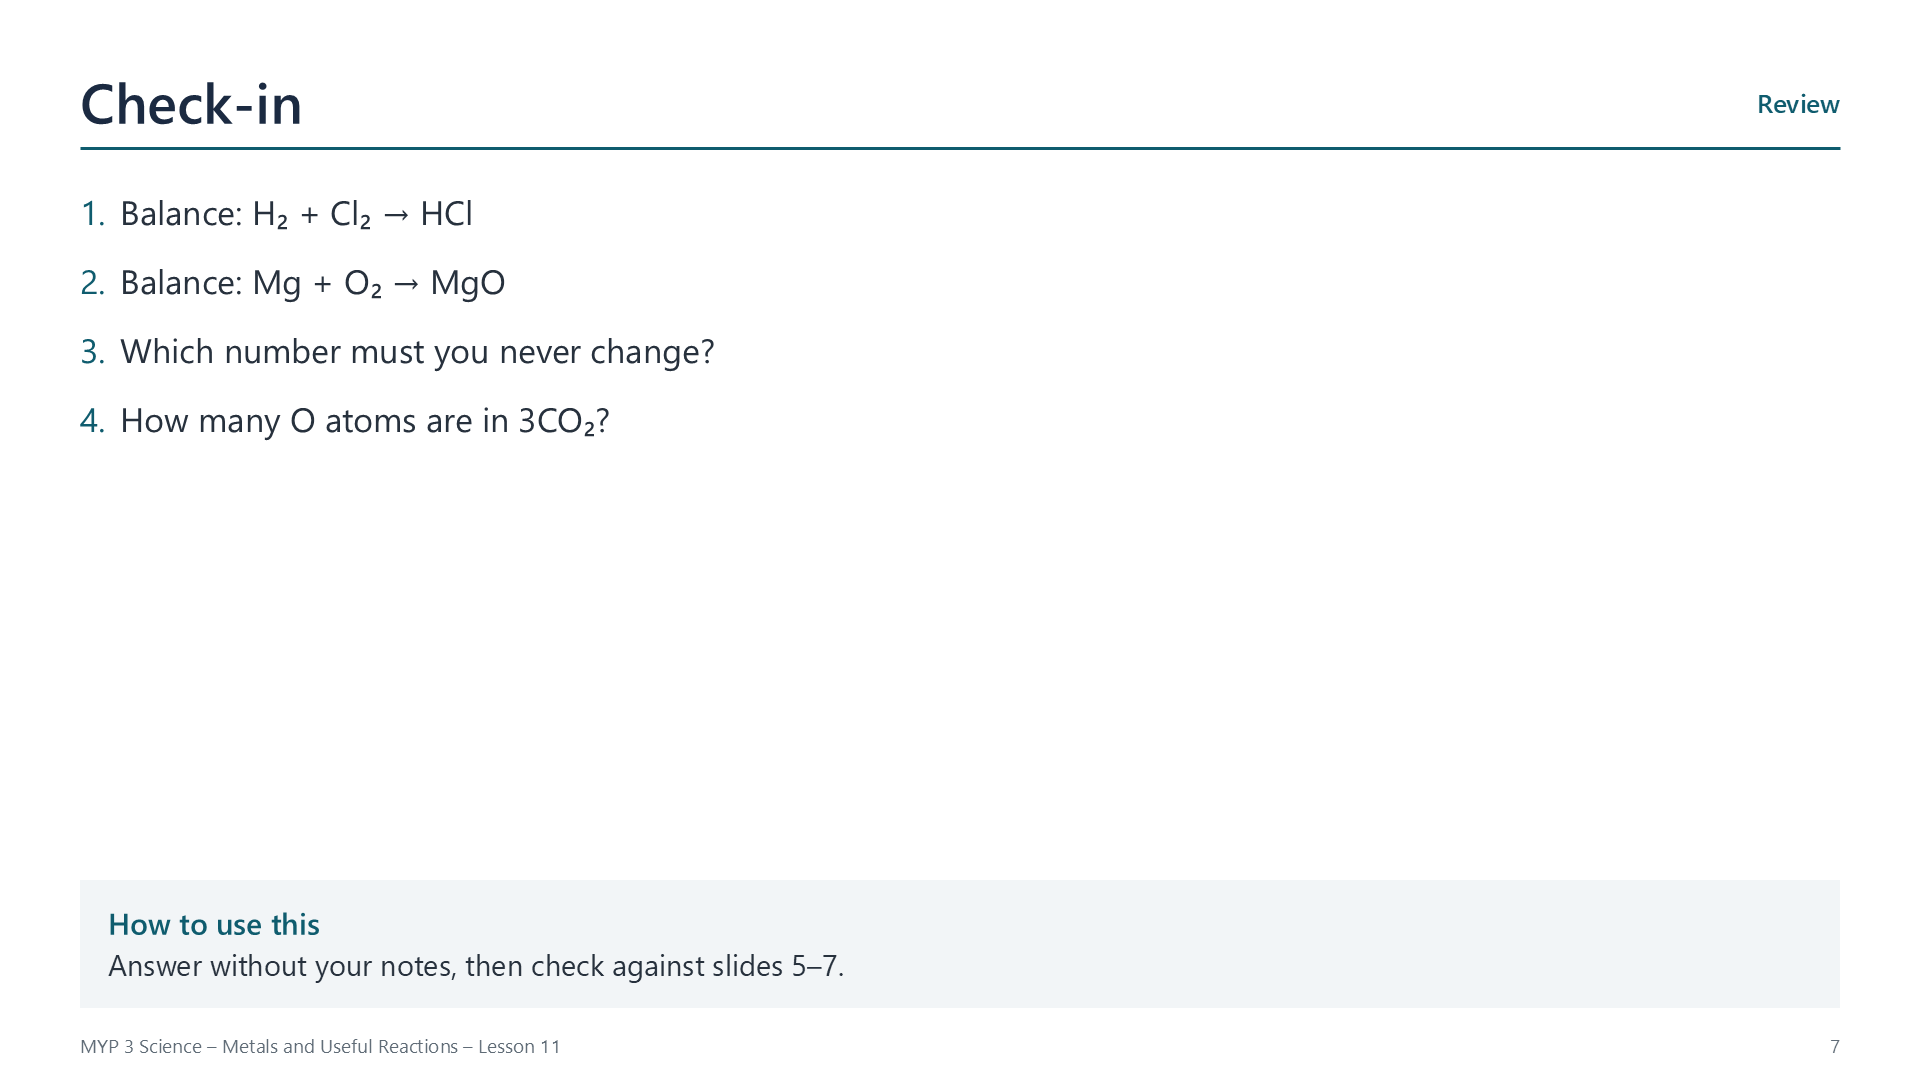 Check-in
Review
1. Balance: H₂ + Cl₂ → HCl
2. Balance: Mg + O₂ → MgO
3. Which number must you never change?
4. How many O atoms are in 3CO₂?
How to use this
Answer without your notes, then check against slides 5–7.
MYP 3 Science – Metals and Useful Reactions – Lesson 11
7